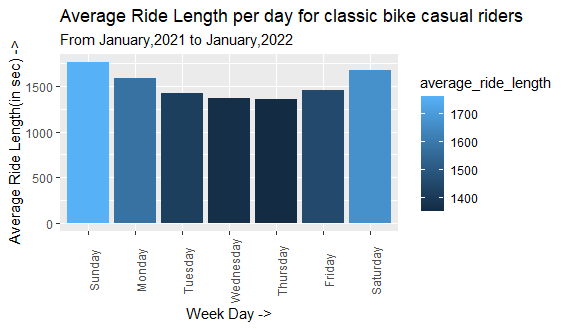 Average Ride Length per day for classic bike casual riders
From January,2021 to January,2022
Average Ride Length(in sec) ->
1500
1000
500
0
Sunday
Monday
Tuesday
Wednesday
Thursday
Friday
Saturday
Week Day ->
average_ride_length
1700
1600
1500
1400